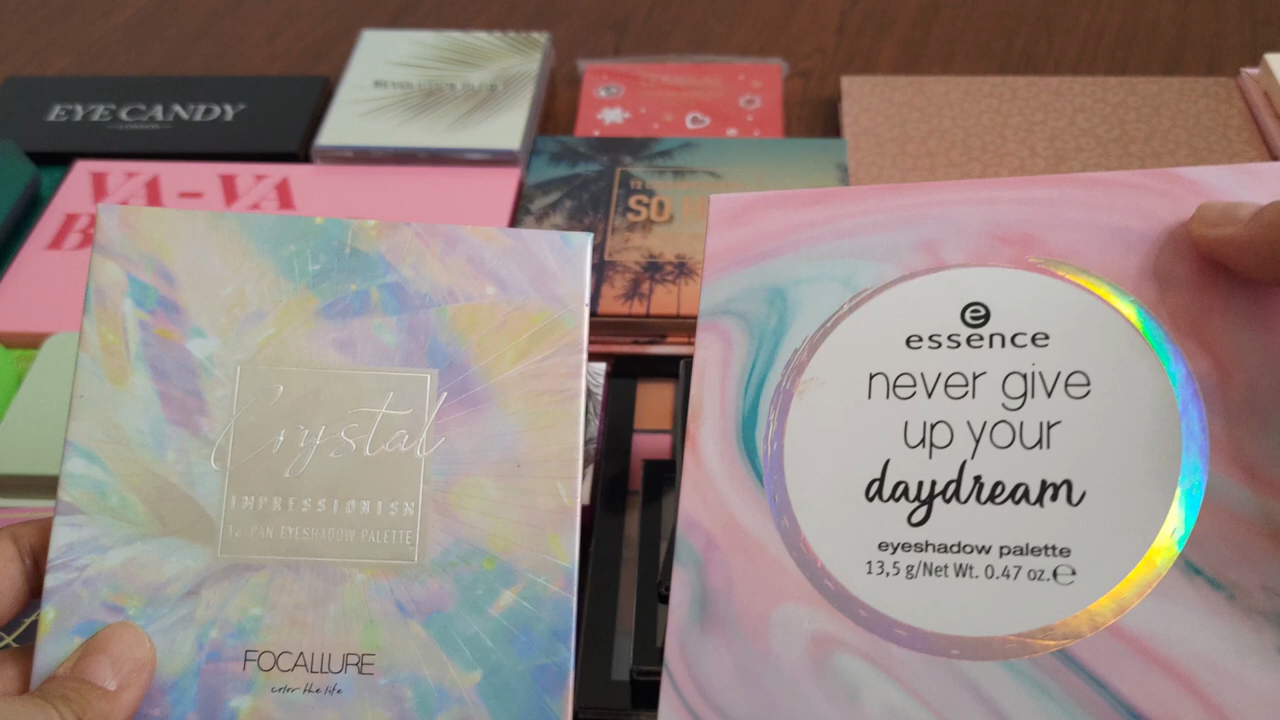 EYE CANDY
LONDON
VA-VA
B
SO H
Crystal
IMPRESSIONISM
PAN EYESHADOW PALETTE
FOCALLURE
color the life
e
essence
never give
up your
daydream
eyeshadow palette
13,5 g/Net Wt. 0.47 oz.℮